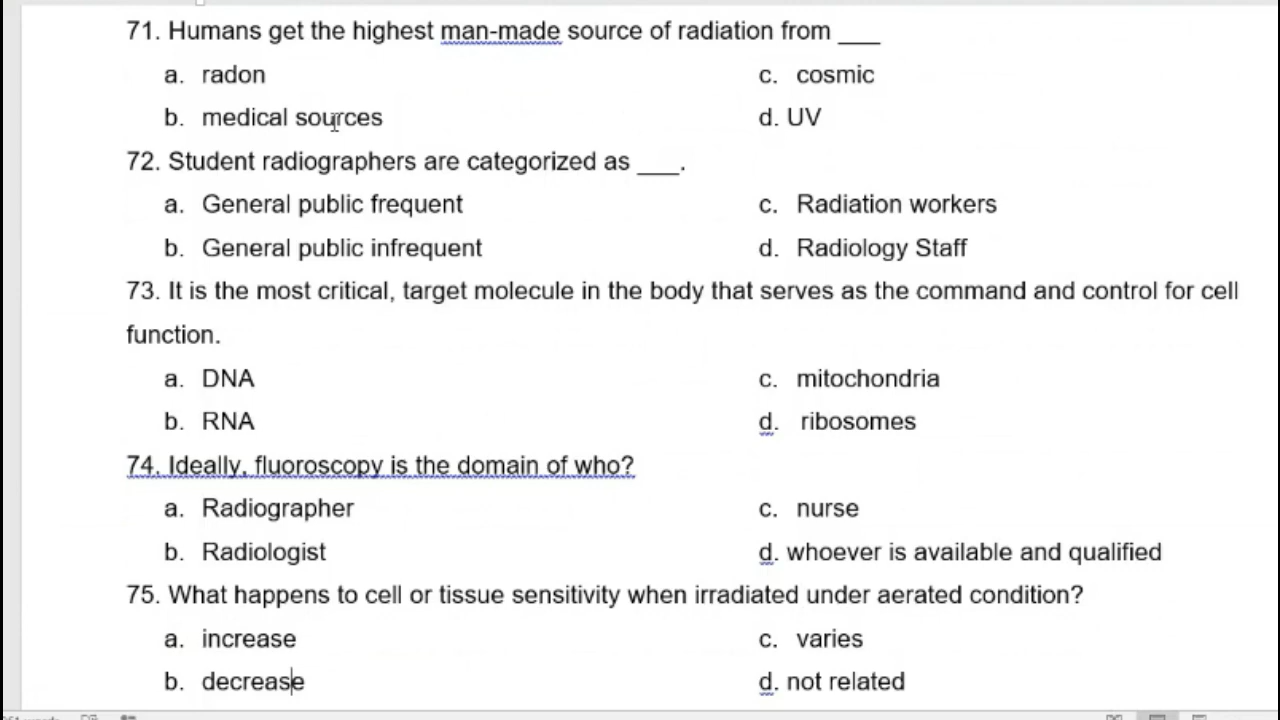 71. Humans get the highest man-made source of radiation from ___
a. radon c. cosmic
b. medical sources d. UV
72. Student radiographers are categorized as ___.
a. General public frequent c. Radiation workers
b. General public infrequent d. Radiology Staff
73. It is the most critical, target molecule in the body that serves as the command and control for cell
function.
a. DNA c. mitochondria
b. RNA d. ribosomes
74. Ideally, fluoroscopy is the domain of who?
a. Radiographer c. nurse
b. Radiologist d. whoever is available and qualified
75. What happens to cell or tissue sensitivity when irradiated under aerated condition?
a. increase c. varies
b. decrease d. not related